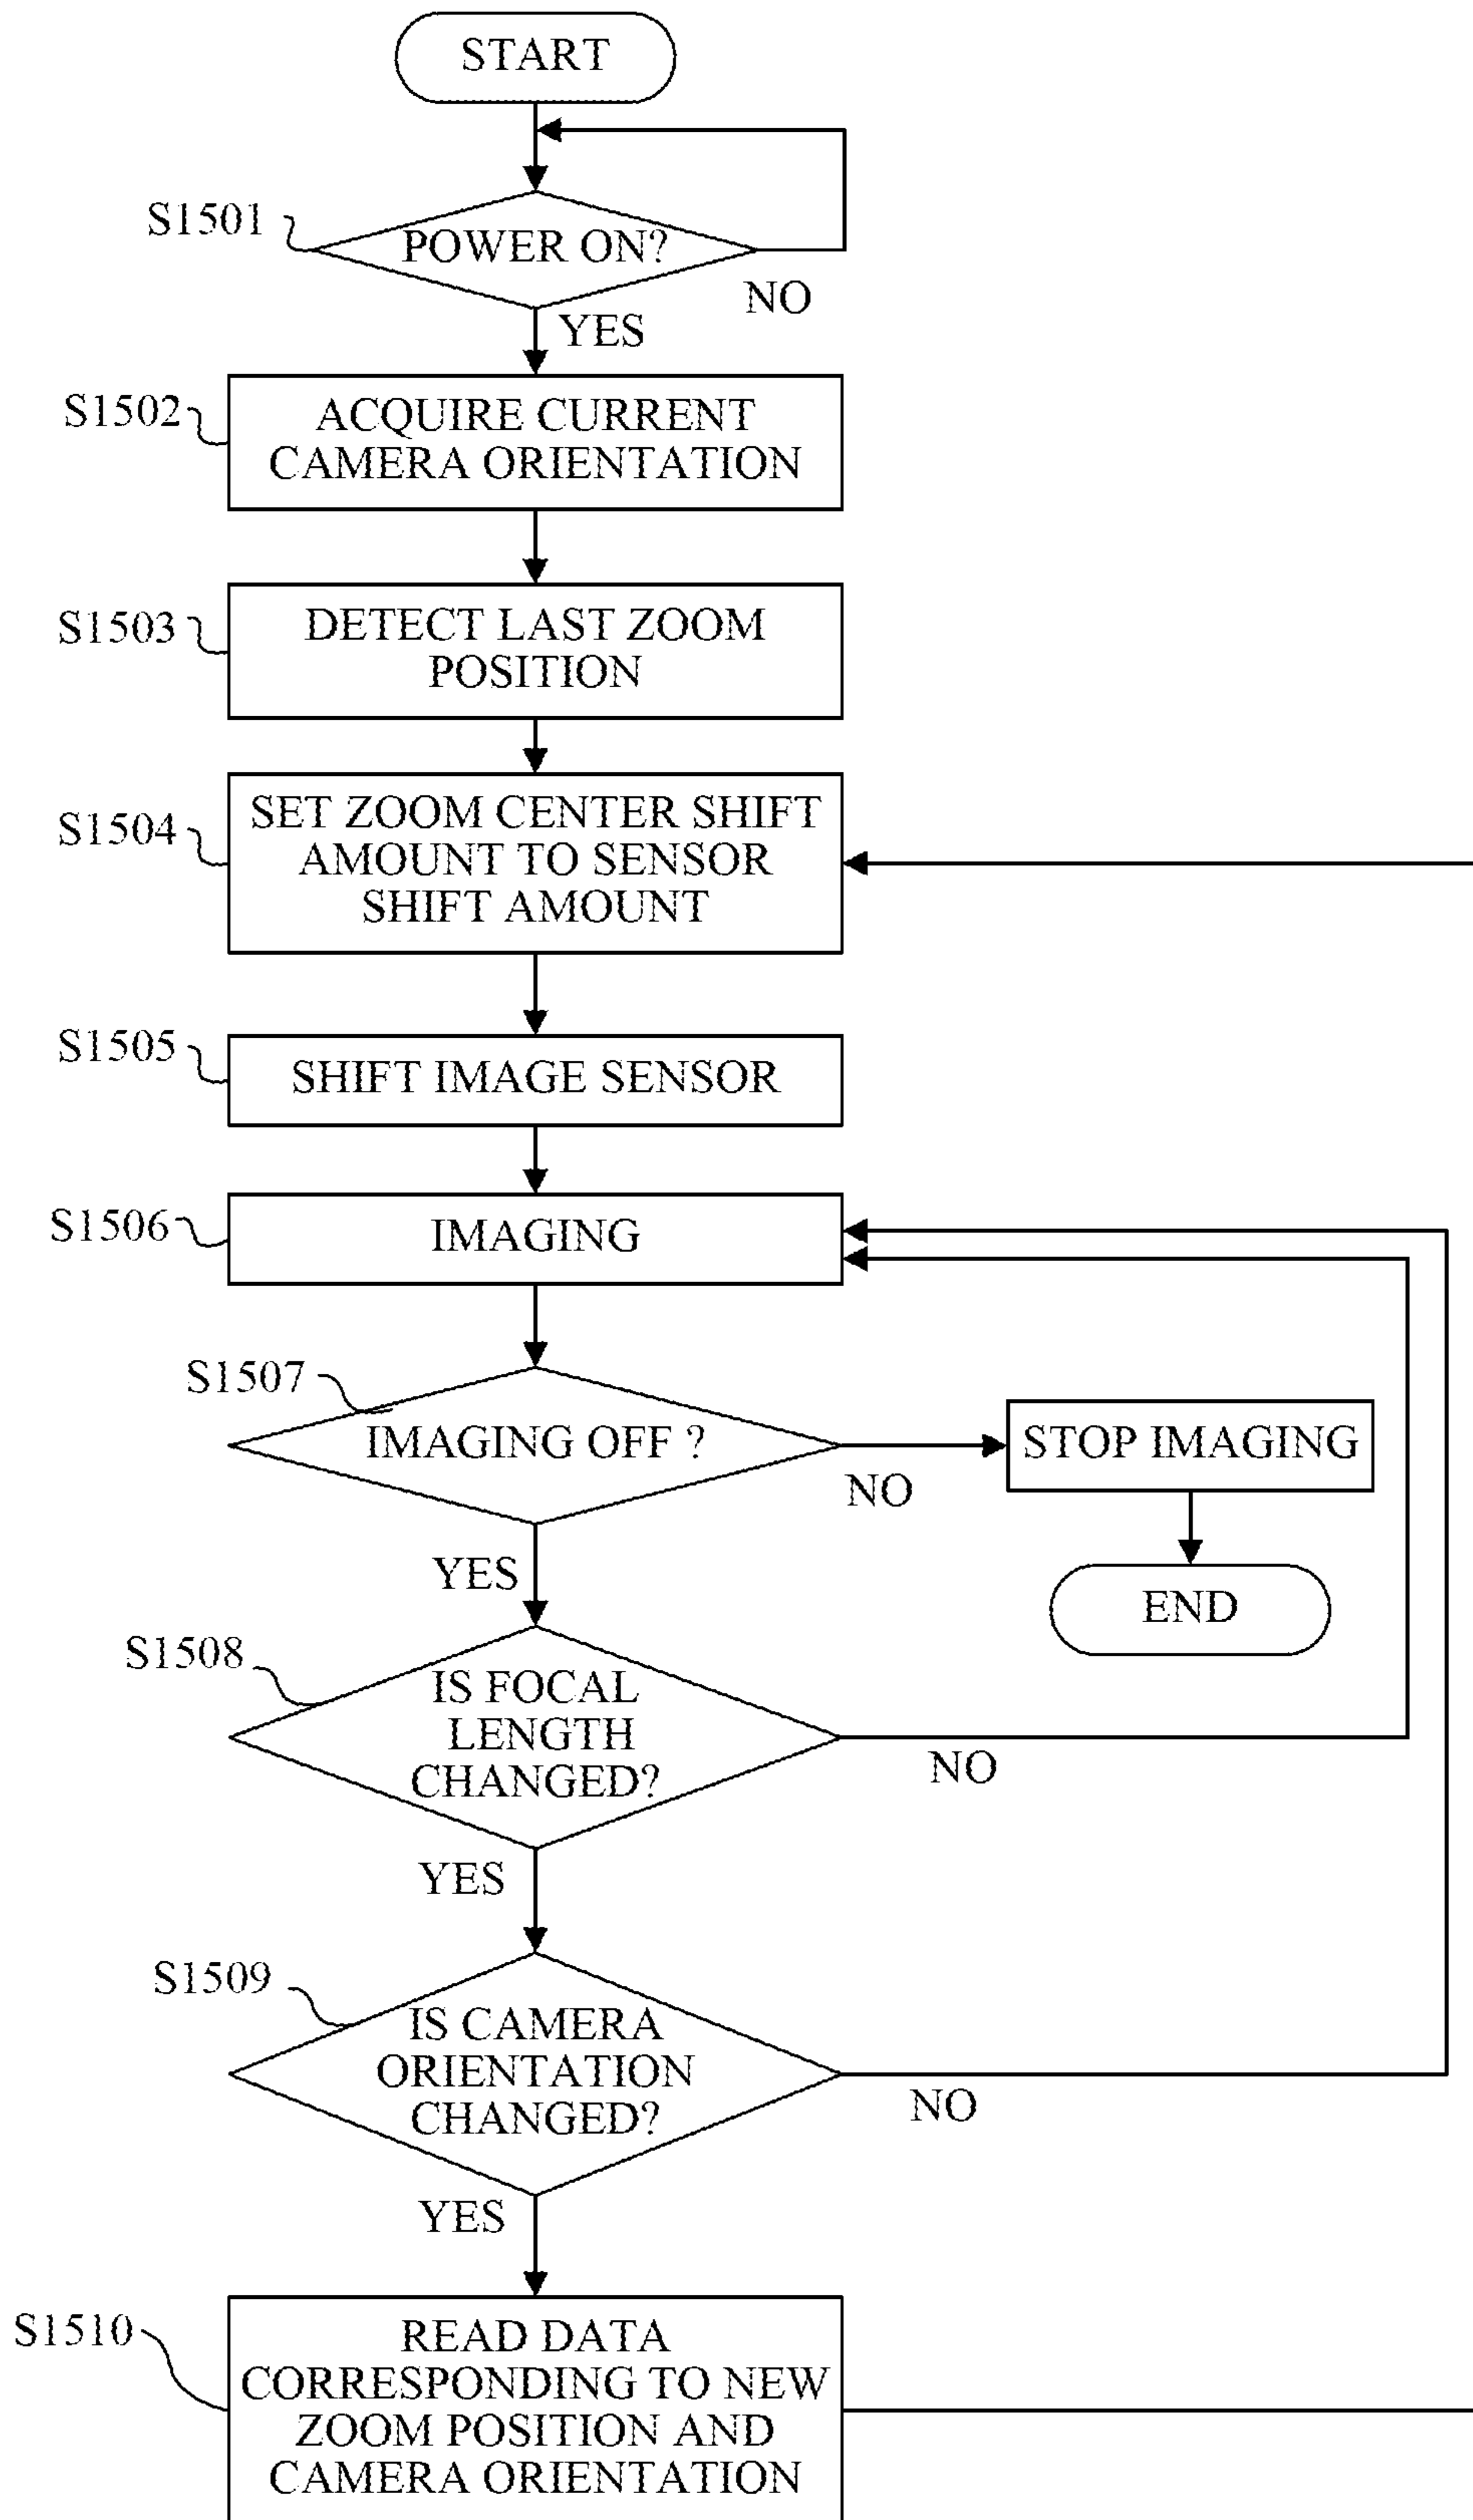 START
S1501
POWER ON?
NO
YES
S1502
ACQUIRE CURRENT
CAMERA ORIENTATION
S1503
DETECT LAST ZOOM
POSITION
S1504
SET ZOOM CENTER SHIFT
AMOUNT TO SENSOR
SHIFT AMOUNT
S1505
SHIFT IMAGE SENSOR
S1506
IMAGING
S1507
IMAGING OFF ?
NO
STOP IMAGING
END
YES
S1508
IS FOCAL
LENGTH
CHANGED?
NO
YES
S1509
IS CAMERA
ORIENTATION
CHANGED?
NO
YES
S1510
READ DATA
CORRESPONDING TO NEW
ZOOM POSITION AND
CAMERA ORIENTATION